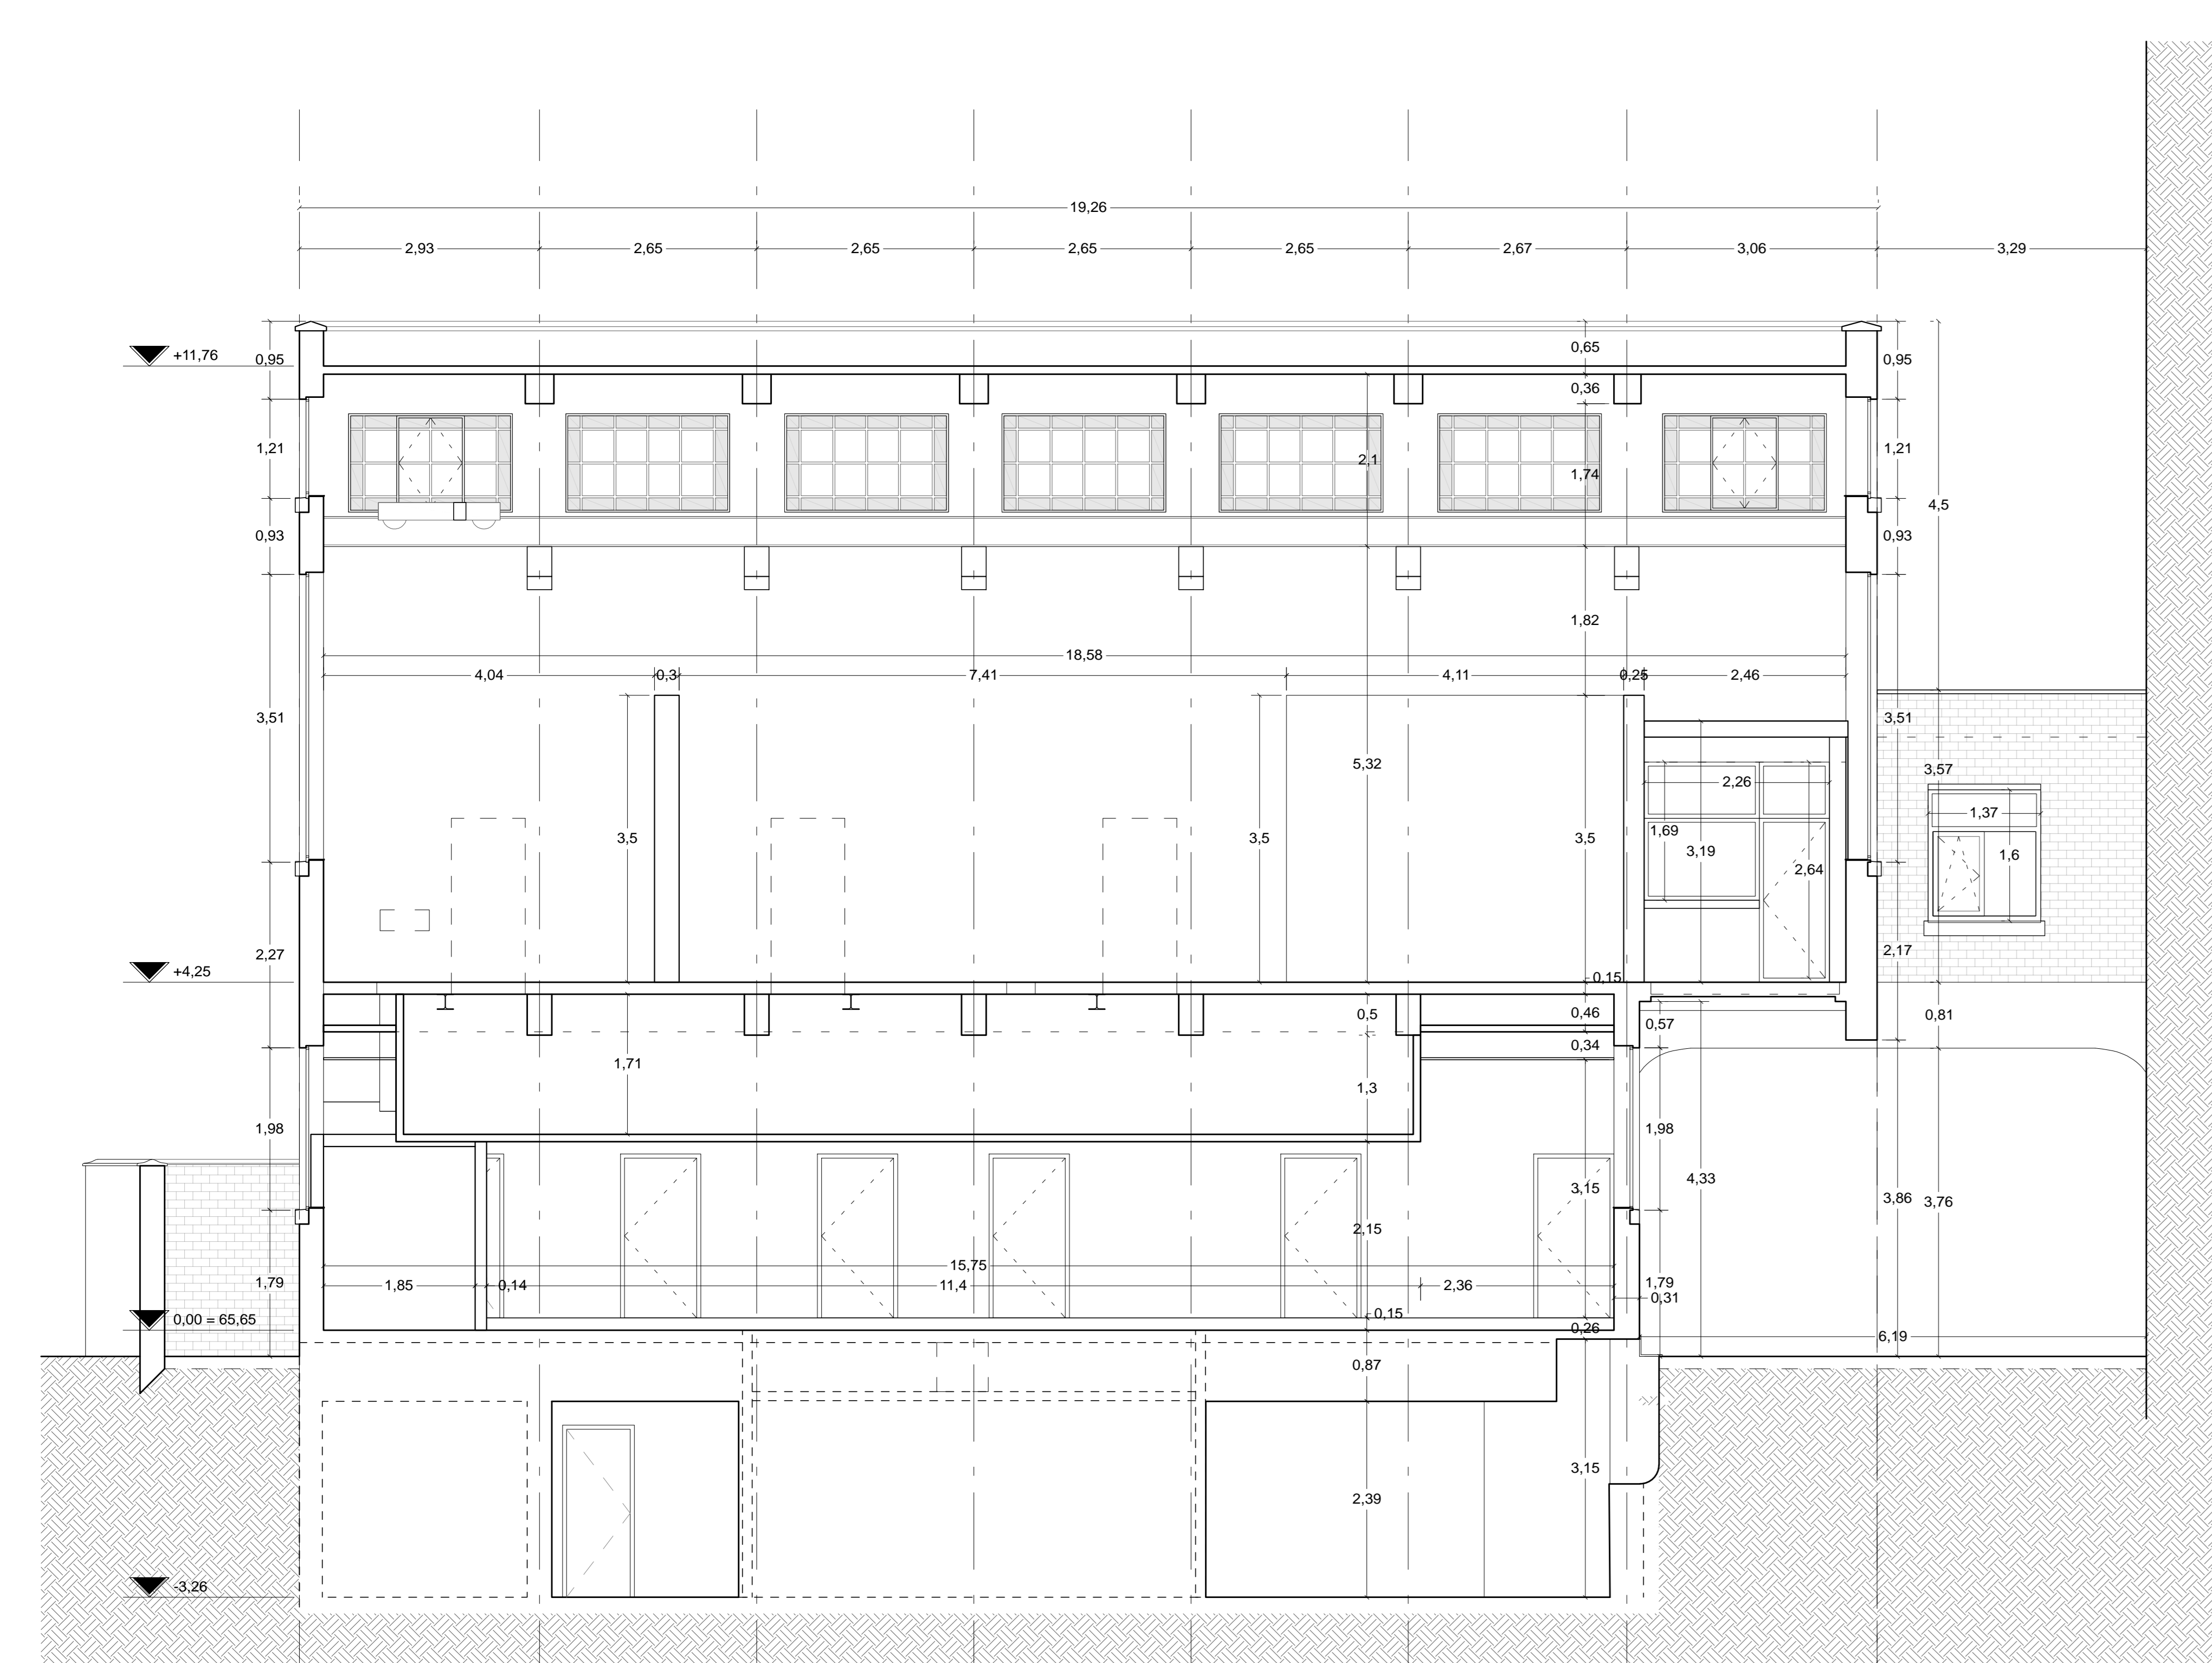 19,26
2,93 2,65 2,65 2,65 2,65 2,67 3,06 3,29
+11,76 0,95 0,65 0,95
0,36
1,21 2,1 1,74 1,21
4,5
0,93 0,93
1,82
18,58
4,04 0,3 7,41 4,11 0,25 2,46
3,51 3,51
5,32 3,57
2,26
1,37
3,5 3,5 3,5 1,69 3,19 1,6
2,64
2,27 2,17
+4,25 0,15
0,5 0,46 0,57 0,81
0,34
1,71
1,3
1,98 1,98
4,33
3,15 3,86 3,76
2,15
15,75
1,79 1,85 0,14 11,4 2,36 1,79
0,31
0,00 = 65,65 0,15
0,26 6,19
0,87
3,15
2,39
-3,26